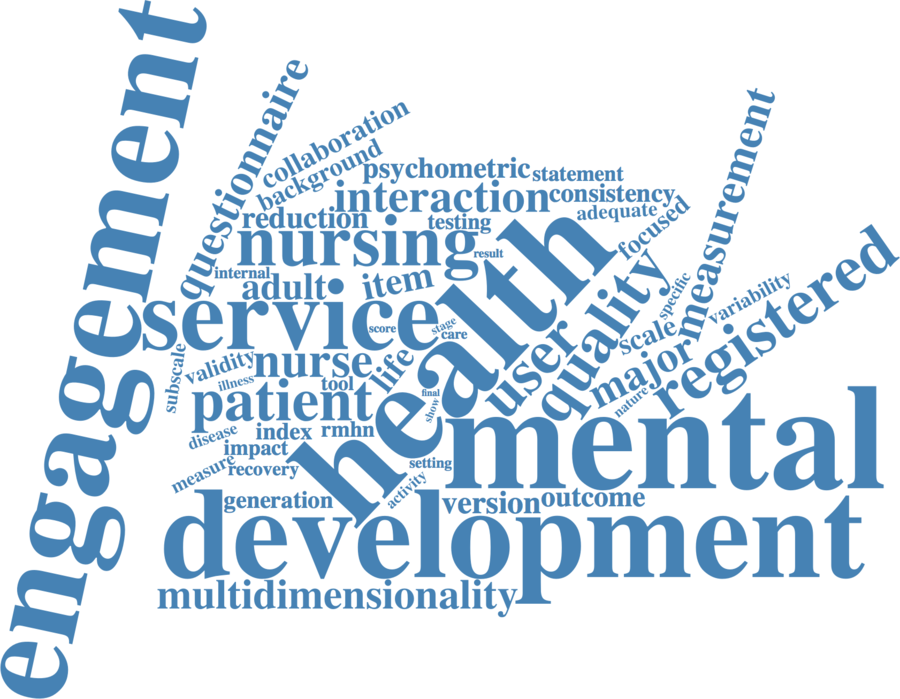 engagement
questionnaire
collaboration
background
psychometric
statement
measurement
interaction
consistency
reduction
testing
adequate
focused
nursing
result
health
internal
adult
item
quality
specific
variability
registered
service
score
stage
care
user
scale
major
subscale
validity
nurse
life
illness
tool
final
nature
patient
show
mental
disease
index
rmhn
impact
measure
recovery
setting
activity
generation
version
outcome
development
multidimensionality